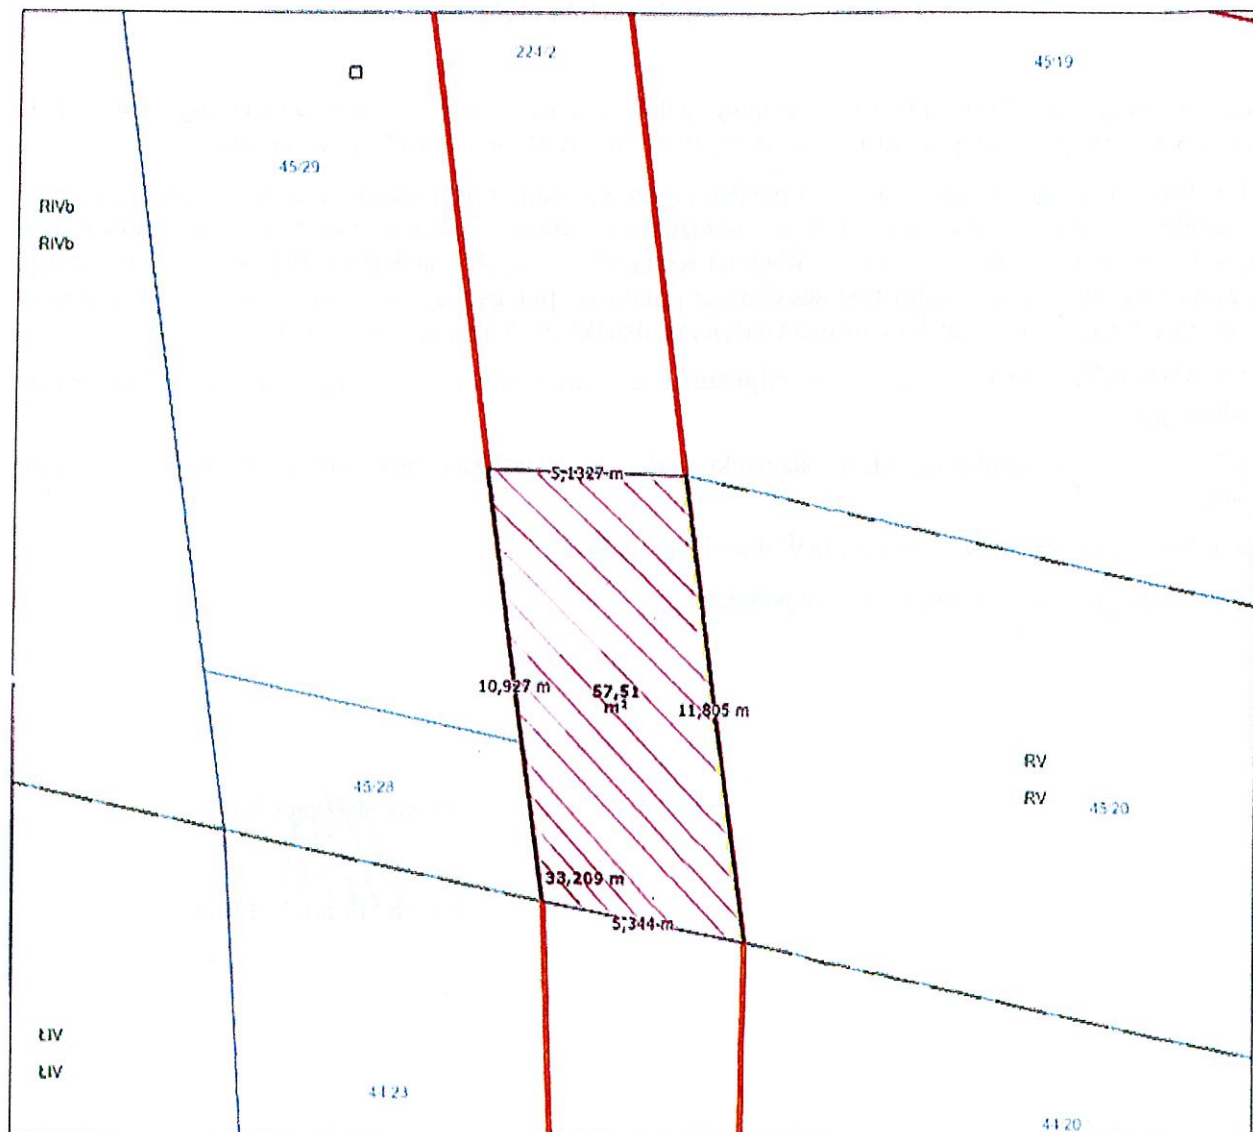 224/2
45/19
45/29
RIVb
RIVb
5,1327 m
10,927 m
57,51
m²
11,805 m
RV
RV
45/28
45/20
33,209 m
5,344 m
ŁIV
ŁIV
44/23
44/20